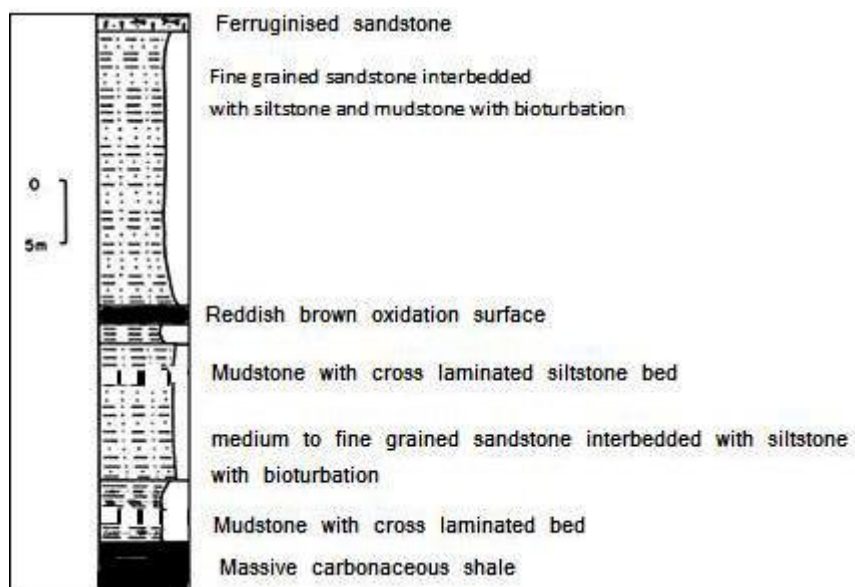 Ferruginised sandstone
Fine grained sandstone interbedded
with siltstone and mudstone with bioturbation
0
5m
Reddish brown oxidation surface
Mudstone with cross laminated siltstone bed
medium to fine grained sandstone interbedded with siltstone
with bioturbation
Mudstone with cross laminated bed
Massive carbonaceous shale